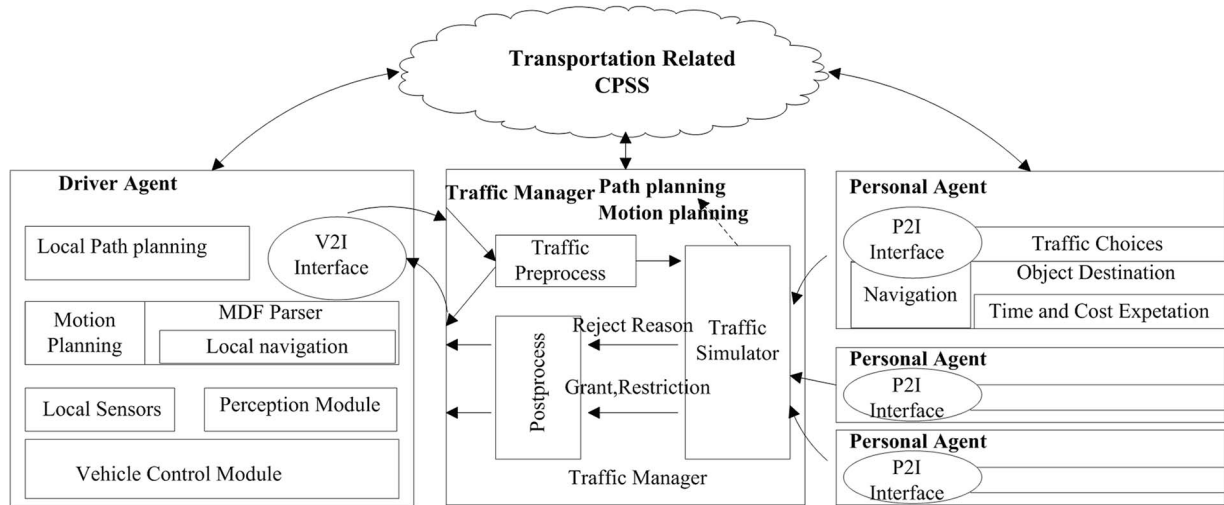 Transportation Related
CPSS
Driver Agent
Local Path planning
V2I
Interface
Motion
Planning
MDF Parser
Local navigation
Local Sensors
Perception Module
Vehicle Control Module
Traffic Manager
Path planning
Motion planning
Traffic
Preprocess
Reject Reason
Grant,Restriction
Postprocess
Traffic
Simulator
Traffic Manager
Personal Agent
P2I
Interface
Traffic Choices
Object Destination
Navigation
Time and Cost Expetation
Personal Agent
P2I
Interface
Personal Agent
P2I
Interface